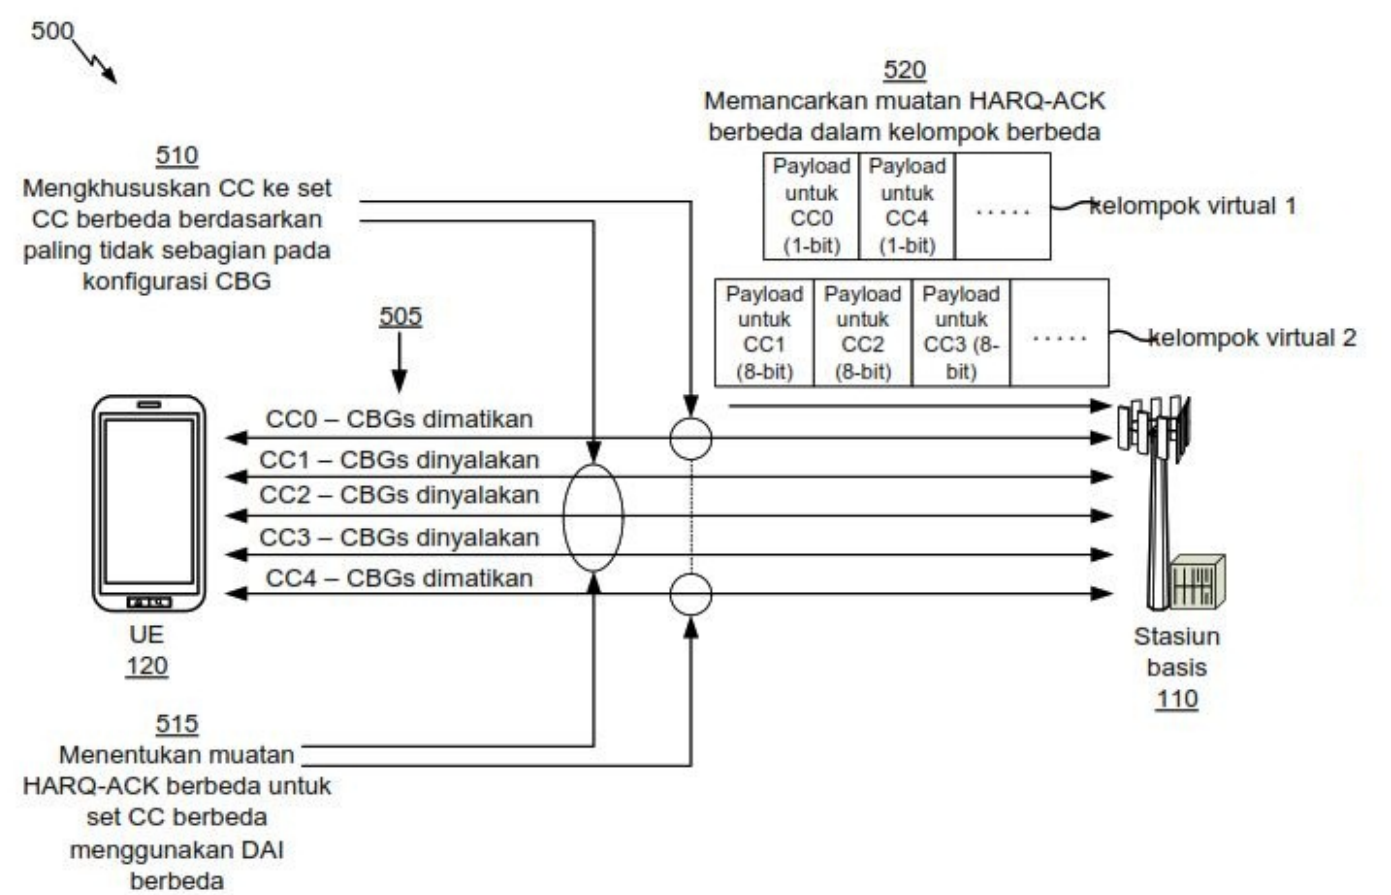 500
520
Memancarkan muatan HARQ-ACK
berbeda dalam kelompok berbeda
Payload
untuk
CC0
(1-bit)
Payload
untuk
CC4
(1-bit)
.....
kelompok virtual 1
Payload
untuk
CC1
(8-bit)
Payload
untuk
CC2
(8-bit)
Payload
untuk
CC3 (8-
bit)
.....
kelompok virtual 2
510
Mengkhususkan CC ke set
CC berbeda berdasarkan
paling tidak sebagian pada
konfigurasi CBG
505
CC0 – CBGs dimatikan
CC1 – CBGs dinyalakan
CC2 – CBGs dinyalakan
CC3 – CBGs dinyalakan
CC4 – CBGs dimatikan
UE
120
Stasiun
basis
110
515
Menentukan muatan
HARQ-ACK berbeda untuk
set CC berbeda
menggunakan DAI
berbeda